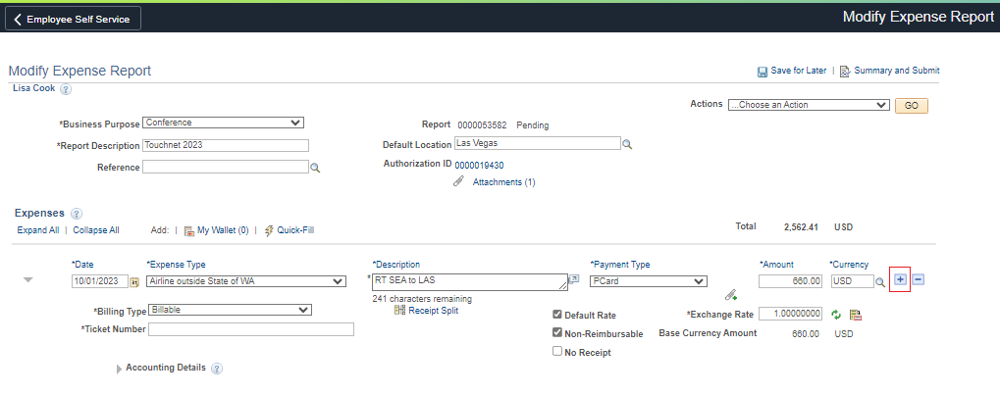 Employee Self Service
Modify Expense Report
Modify Expense Report
Save for Later | Summary and Submit
Lisa Cook ?
Actions ...Choose an Action GO
*Business Purpose Conference
Report 0000053582 Pending
*Report Description Touchnet 2023
Default Location Las Vegas
Reference
Authorization ID 0000019430
Attachments (1)
Expenses ?
Expand All | Collapse All Add: | My Wallet (0) | Quick-Fill
Total 2,562.41 USD
*Date *Expense Type *Description *Payment Type *Amount *Currency
10/01/2023 Airline outside State of WA * RT SEA to LAS PCard 660.00 USD + −
241 characters remaining
*Billing Type Billable Receipt Split
Default Rate *Exchange Rate 1.00000000
*Ticket Number
Non-Reimbursable Base Currency Amount 660.00 USD
No Receipt
Accounting Details ?